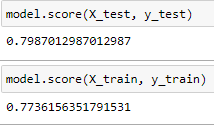 model.score(X_test, y_test)
0.7987012987012987
model.score(X_train, y_train)
0.7736156351791531